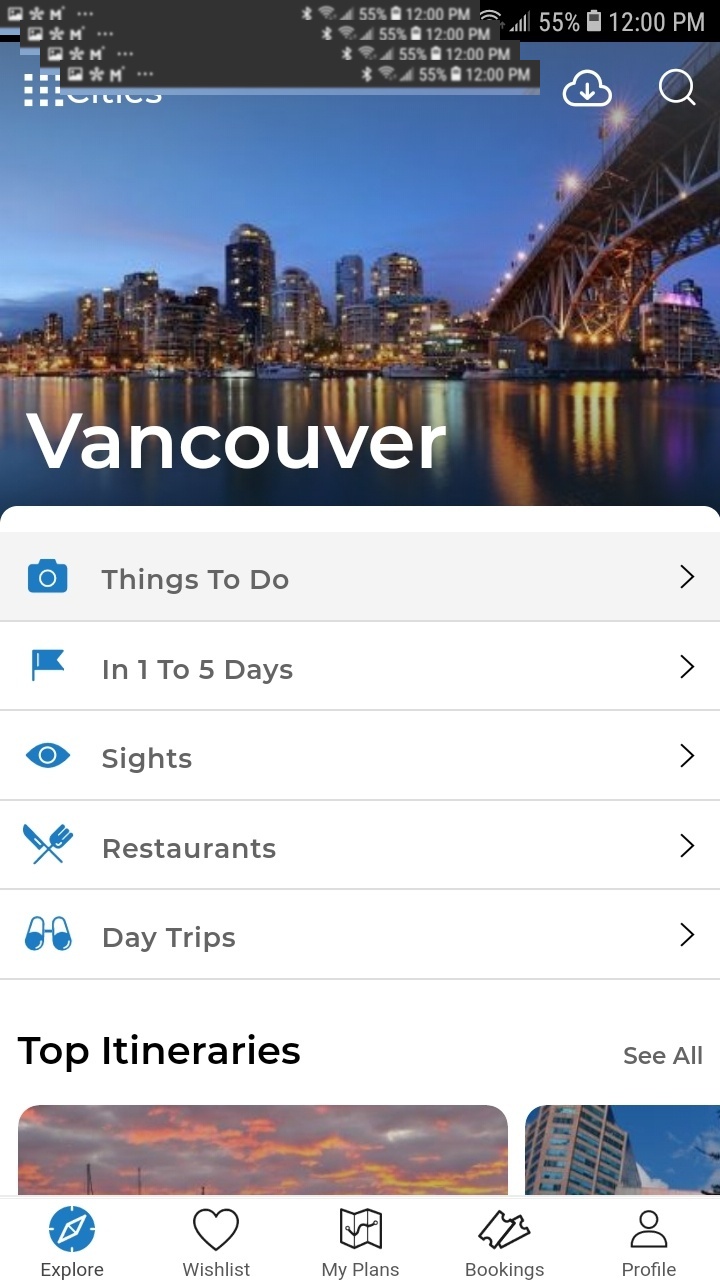 55% 12:00 PM
55% 12:00 PM
55% 12:00 PM
55% 12:00 PM
55% 12:00 PM
Cities
Vancouver
Things To Do
In 1 To 5 Days
Sights
Restaurants
Day Trips
Top Itineraries
See All
Explore
Wishlist
My Plans
Bookings
Profile